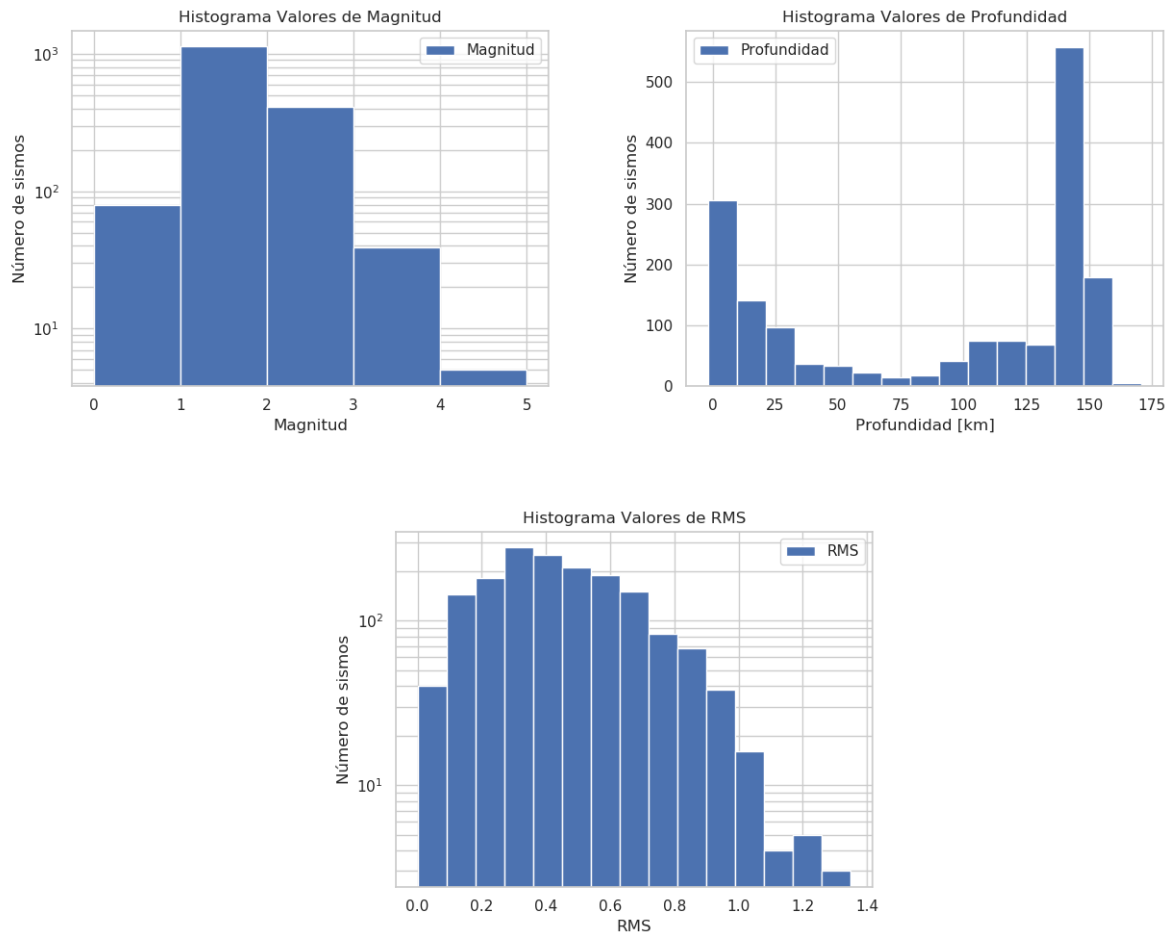 Histograma Valores de Magnitud
Magnitud
10³
10²
10¹
Número de sismos
0 1 2 3 4 5
Magnitud
Histograma Valores de Profundidad
Profundidad
500
400
300
200
100
0
Número de sismos
0 25 50 75 100 125 150 175
Profundidad [km]
Histograma Valores de RMS
RMS
10²
10¹
Número de sismos
0.0 0.2 0.4 0.6 0.8 1.0 1.2 1.4
RMS